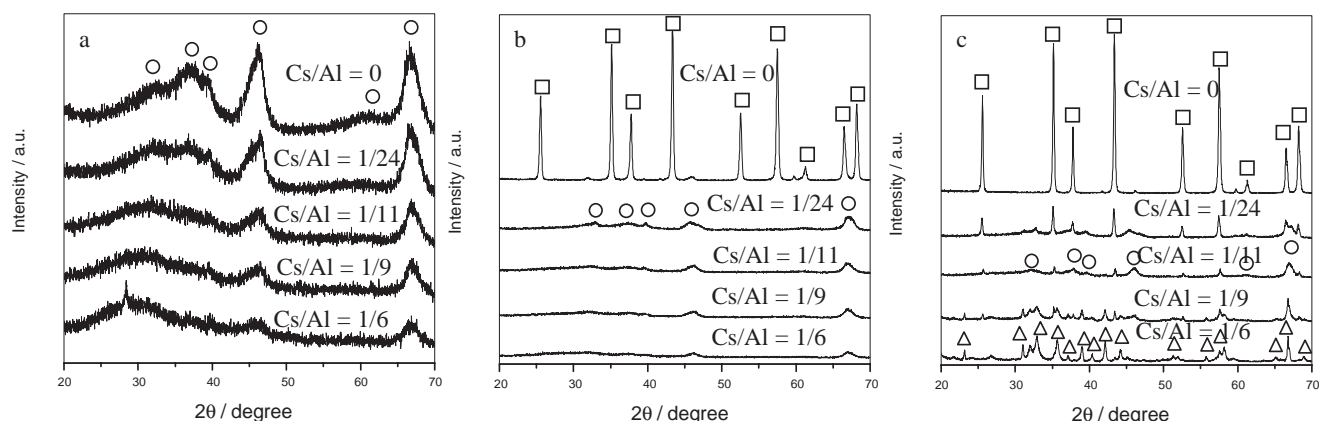 a
Cs/Al = 0
Cs/Al = 1/24
Cs/Al = 1/11
Cs/Al = 1/9
Cs/Al = 1/6
Intensity / a.u.
20 30 40 50 60 70
2θ / degree
b
Cs/Al = 0
Cs/Al = 1/24
Cs/Al = 1/11
Cs/Al = 1/9
Cs/Al = 1/6
Intensity / a.u.
20 30 40 50 60 70
2θ / degree
c
Cs/Al = 0
Cs/Al = 1/24
Cs/Al = 1/11
Cs/Al = 1/9
Cs/Al = 1/6
Intensity / a.u.
20 30 40 50 60 70
2θ / degree